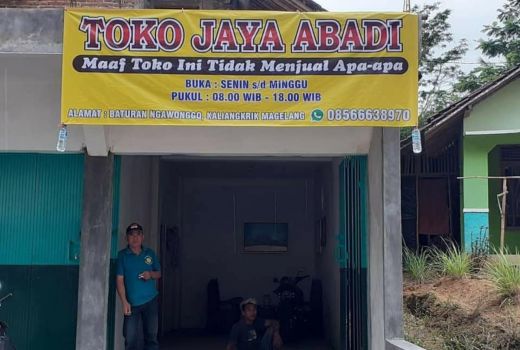 TOKO JAYA ABADI
Maaf Toko Ini Tidak Menjual Apa-apa
BUKA : SENIN s/d MINGGU
PUKUL : 08.00 WIB - 18.00 WIB
ALAMAT : BATURAN NGAWONGGO, KALIANGKRIK MAGELANG 08566638970